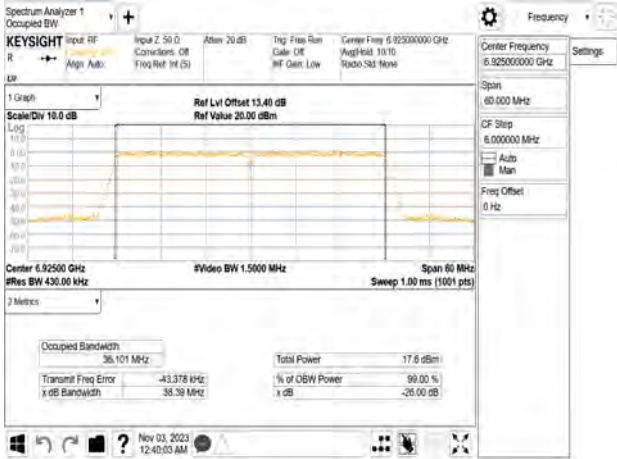 Spectrum Analyzer 1
Occupied BW
+
Frequency
KEYSIGHT
R
Input: RF
Align: Auto
Input Z: 50 Ω
Corrections: Off
Freq Ref: Int (S)
Atten: 20 dB
Trig: Free Run
Gate: Off
#IF Gain: Low
Center Freq: 6.925000000 GHz
Avg|Hold: 10/10
Radio Std: None
Center Frequency
6.925000000 GHz
Settings
Span
60.000 MHz
CF Step
6.000000 MHz
Auto
Man
Freq Offset
0 Hz
1 Graph
Scale/Div 10.0 dB
Ref Lvl Offset 13.40 dB
Ref Value 20.00 dBm
Log
Center 6.92500 GHz
#Res BW 430.00 kHz
#Video BW 1.5000 MHz
Span 60 MHz
Sweep 1.00 ms (1001 pts)
2 Metrics
Occupied Bandwidth
36.101 MHz
Total Power 17.6 dBm
Transmit Freq Error -43.378 kHz
% of OBW Power 99.00 %
x dB Bandwidth 38.39 MHz
x dB -26.00 dB
?
Nov 03, 2023
12:40:03 AM